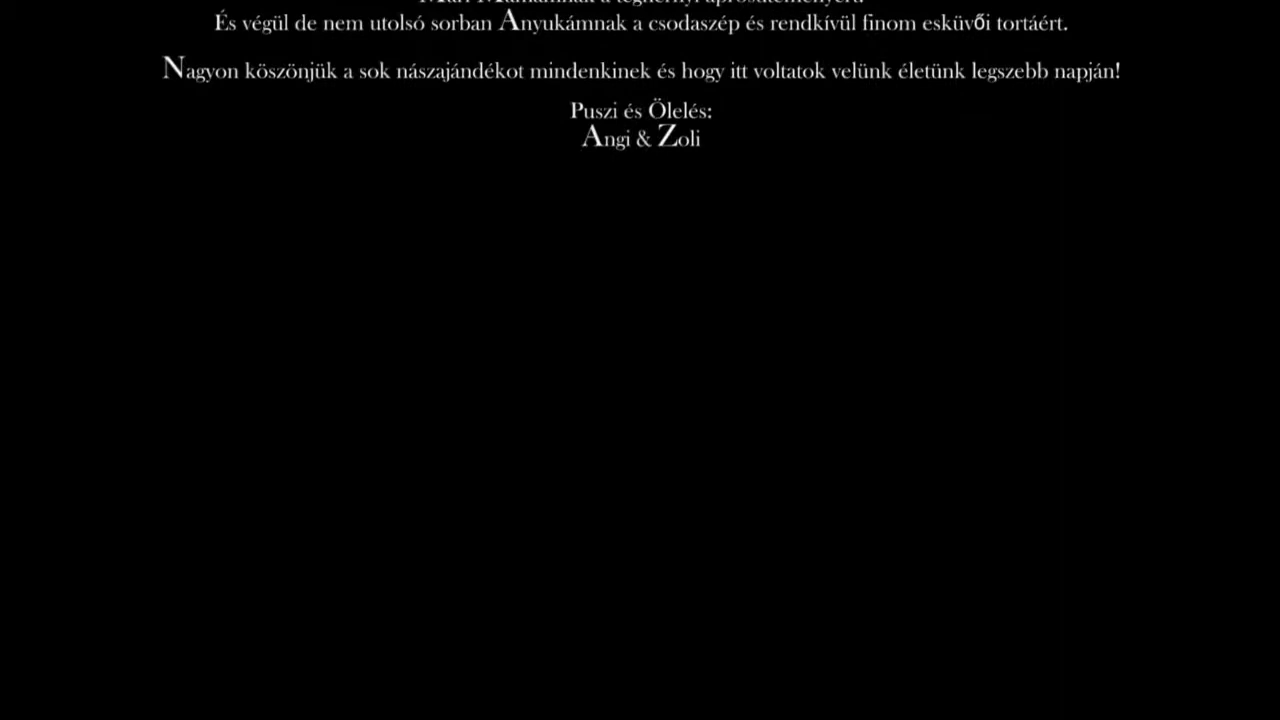 a
És végül de nem utolsó sorban Anyukámnak a csodaszép és rendkívül finom esküvői tortáért.
Nagyon köszönjük a sok nászajándékot mindenkinek és hogy itt voltatok velünk életünk legszebb napján!
Puszi és Ölelés:
Angi & Zoli